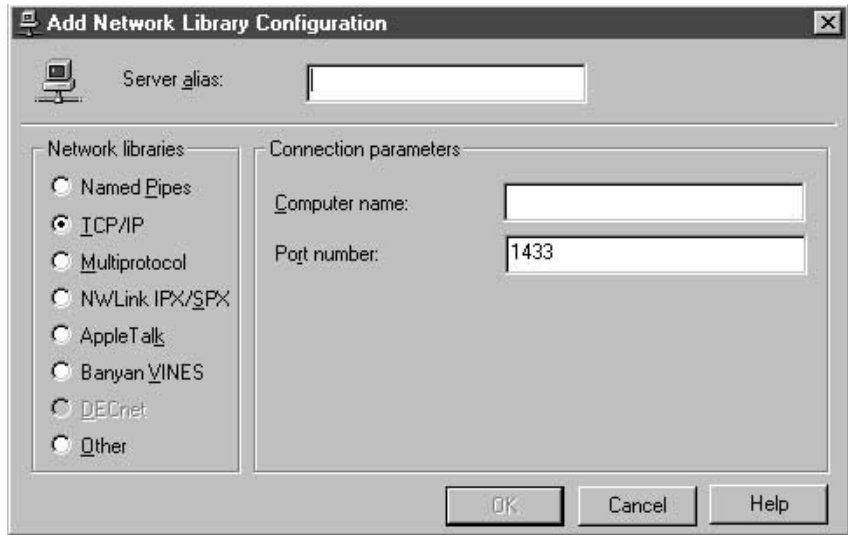 Add Network Library Configuration
Server alias:
Network libraries
Named Pipes
TCP/IP
Multiprotocol
NWLink IPX/SPX
AppleTalk
Banyan VINES
DECnet
Other
Connection parameters
Computer name:
Port number: 1433
OK Cancel Help